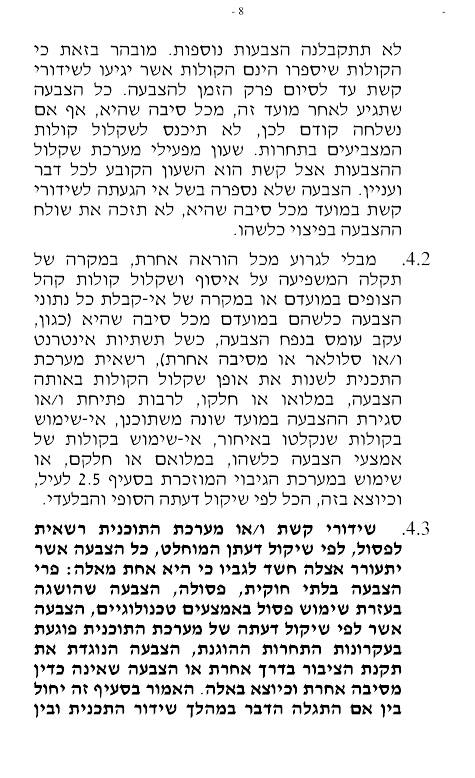 - 8 -
לא תתקבלנה הצבעות נוספות. מובהר בזאת כי
הקולות שיספרו הינם הקולות אשר יגיעו לשידורי
קשת עד לסיום פרק הזמן להצבעה. כל הצבעה
שתגיע לאחר מועד זה, מכל סיבה שהיא, אף אם
נשלחה קודם לכן, לא תיכנס לשקלול קולות
המצביעים בתחרות. שעון מפעילי מערכת שקלול
ההצבעות אצל קשת הוא השעון הקובע לכל דבר
ועניין. הצבעה שלא נספרה בשל אי הגעתה לשידורי
קשת במועד מכל סיבה שהיא, לא תזכה את שולח
ההצבעה בפיצוי כלשהו.
4.2. מבלי לגרוע מכל הוראה אחרת, במקרה של
תקלה המשפיעה על איסוף ושקלול קולות קהל
הצופים במועדם או במקרה של אי-קבלת כל נתוני
הצבעה כלשהם במועדם מכל סיבה שהיא (כגון,
עקב עומס בנפח הצבעה, כשל תשתיות אינטרנט
ו/או סלולאר או מסיבה אחרת), רשאית מערכת
התכנית לשנות את אופן שקלול הקולות באותה
הצבעה, במלואו או חלקו, לרבות פתיחת ו/או
סגירת ההצבעה במועד שונה משתוכנן, אי-שימוש
בקולות שנקלטו באיחור, אי-שימוש בקולות של
אמצעי הצבעה כלשהו, במלואם או חלקם, או
שימוש במערכת הגיבוי המוזכרת בסעיף 2.5 לעיל,
וכיוצא בזה, הכל לפי שיקול דעתה הסופי והבלעדי.
4.3. שידורי קשת ו/או מערכת התוכנית רשאית
לפסול, לפי שיקול דעתן המוחלט, כל הצבעה אשר
יתעורר אצלה חשד לגביו כי היא אחת מאלה: פרי
הצבעה בלתי חוקית, פסולה, הצבעה שהושגה
בעזרת שימוש פסול באמצעים טכנולוגיים, הצבעה
אשר לפי שיקול דעתה של מערכת התוכנית פוגעת
בעקרונות התחרות ההוגנת, הצבעה הנוגדת את
תקנת הציבור בדרך אחרת או הצבעה שאינה כדין
מסיבה אחרת וכיוצא באלה. האמור בסעיף זה יחול
בין אם התגלה הדבר במהלך שידור התכנית ובין